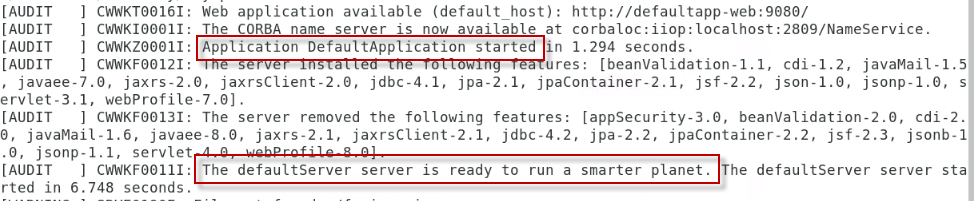 [AUDIT   ] CWWKT0016I: Web application available (default_host): http://defaultapp-web:9080/
[AUDIT   ] CWWKI0001I: The CORBA name server is now available at corbaloc:iiop:localhost:2809/NameService.
[AUDIT   ] CWWKZ0001I: Application DefaultApplication started in 1.294 seconds.
[AUDIT   ] CWWKF0012I: The server installed the following features: [beanValidation-1.1, cdi-1.2, javaMail-1.5
, javaee-7.0, jaxrs-2.0, jaxrsClient-2.0, jdbc-4.1, jpa-2.1, jpaContainer-2.1, jsf-2.2, json-1.0, jsonp-1.0, s
ervlet-3.1, webProfile-7.0].
[AUDIT   ] CWWKF0013I: The server removed the following features: [appSecurity-3.0, beanValidation-2.0, cdi-2.
0, javaMail-1.6, javaee-8.0, jaxrs-2.1, jaxrsClient-2.1, jdbc-4.2, jpa-2.2, jpaContainer-2.2, jsf-2.3, jsonb-1
.0, jsonp-1.1, servlet-4.0, webProfile-8.0].
[AUDIT   ] CWWKF0011I: The defaultServer server is ready to run a smarter planet. The defaultServer server sta
rted in 6.748 seconds.